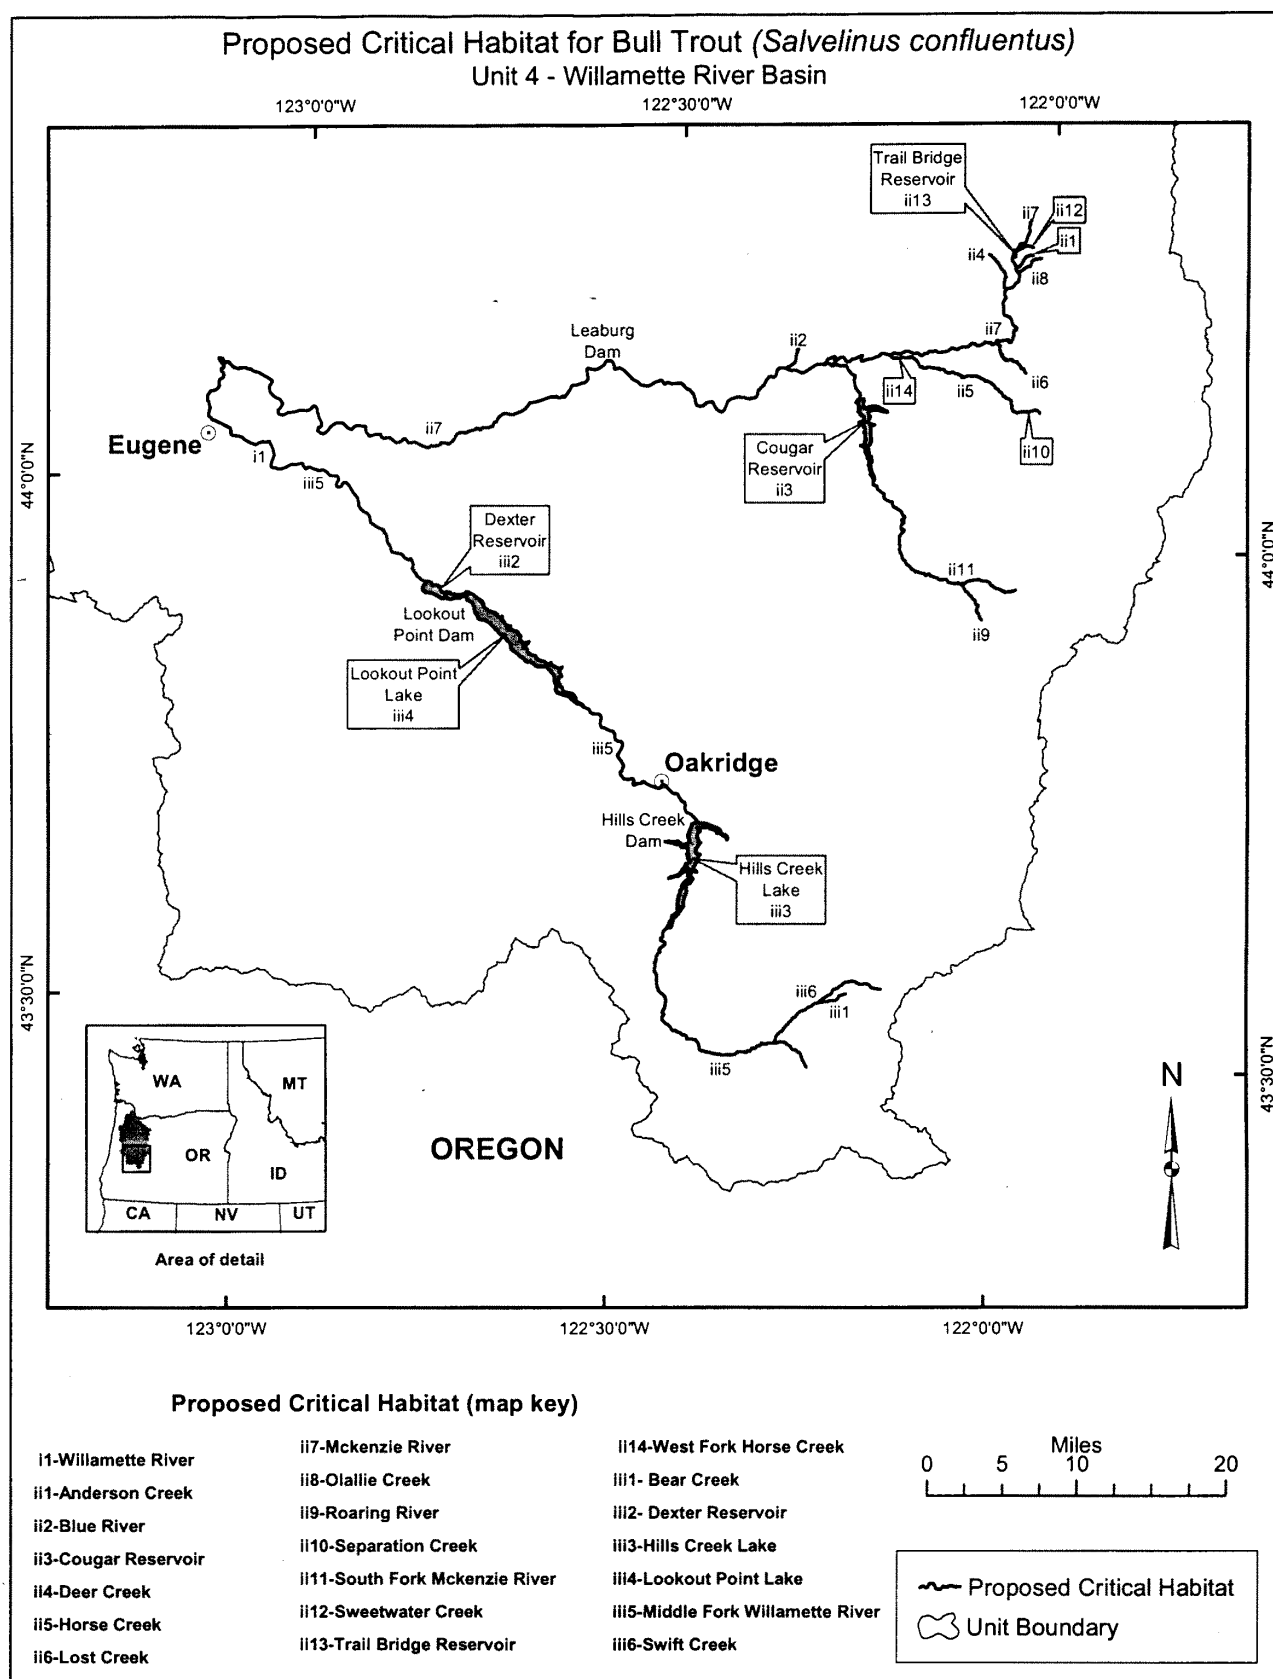 Proposed Critical Habitat for Bull Trout (Salvelinus confluentus)
Unit 4 - Willamette River Basin
123°0'0"W
122°30'0"W
122°0'0"W
Trail Bridge
Reservoir
ii13
ii7
ii12
ii1
ii4
ii8
Leaburg
Dam
ii2
ii7
ii6
ii14
ii5
ii10
ii7
Eugene
i1
iii5
Cougar
Reservoir
ii3
44°0'0"N
44°0'0"N
Dexter
Reservoir
iii2
ii11
ii9
Lookout
Point Dam
Lookout Point
Lake
iii4
iii5
Oakridge
Hills Creek
Dam
Hills Creek
Lake
iii3
43°30'0"N
43°30'0"N
iii6
iii1
iii5
WA
MT
OR
ID
CA
NV
UT
Area of detail
OREGON
N
123°0'0"W
122°30'0"W
122°0'0"W
Proposed Critical Habitat (map key)
i1-Willamette River
ii1-Anderson Creek
ii2-Blue River
ii3-Cougar Reservoir
ii4-Deer Creek
ii5-Horse Creek
ii6-Lost Creek
ii7-Mckenzie River
ii8-Olallie Creek
ii9-Roaring River
ii10-Separation Creek
ii11-South Fork Mckenzie River
ii12-Sweetwater Creek
ii13-Trail Bridge Reservoir
ii14-West Fork Horse Creek
iii1- Bear Creek
iii2- Dexter Reservoir
iii3-Hills Creek Lake
iii4-Lookout Point Lake
iii5-Middle Fork Willamette River
iii6-Swift Creek
Miles
0 5 10 20
Proposed Critical Habitat
Unit Boundary